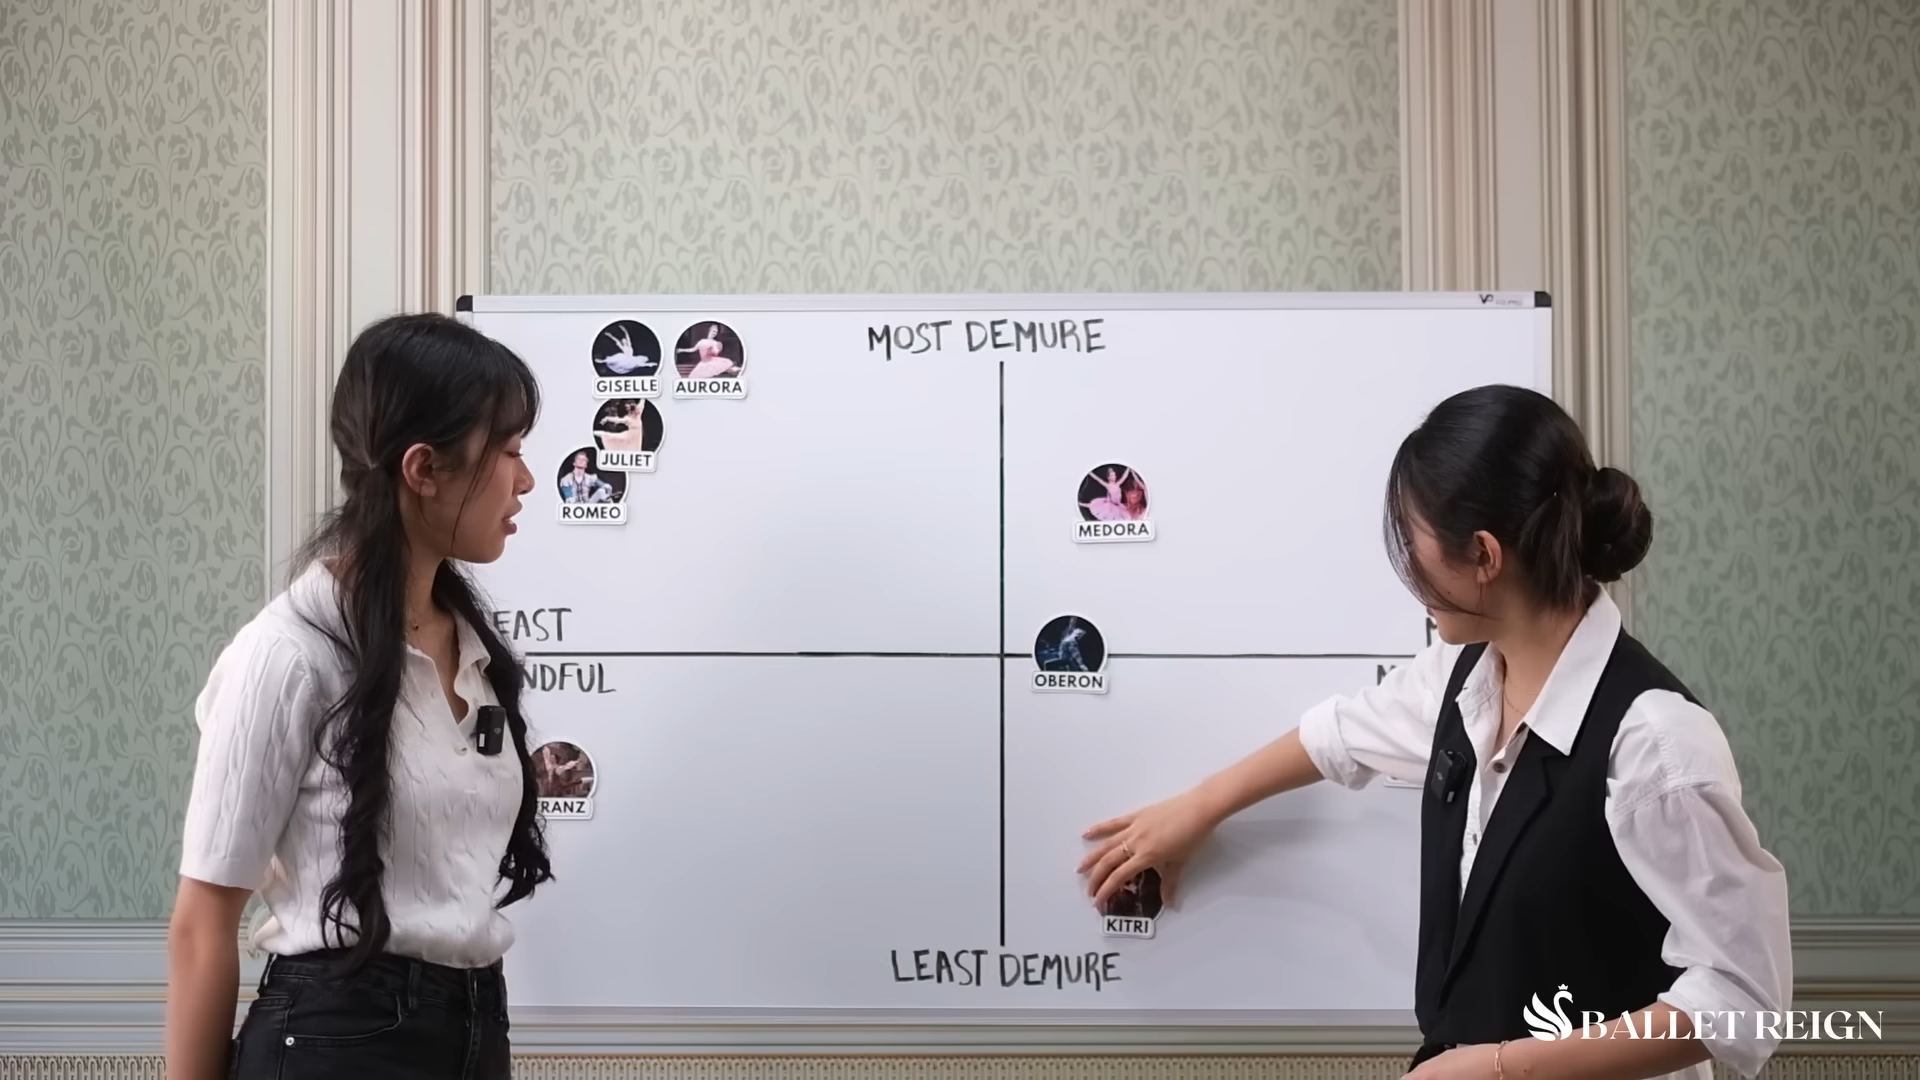 MOST DEMURE
GISELLE
AURORA
JULIET
ROMEO
MEDORA
EAST
NDFUL
OBERON
RANZ
KITRI
LEAST DEMURE
BALLET REIGN